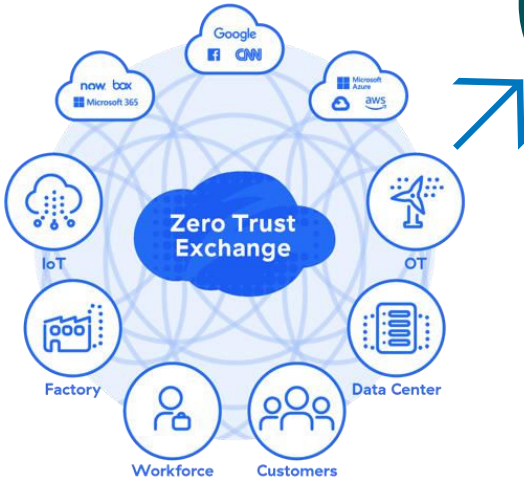 Google
CNN
now box
Microsoft 365
Microsoft
Azure
aws
Zero Trust
Exchange
IoT
OT
Factory
Data Center
Workforce
Customers